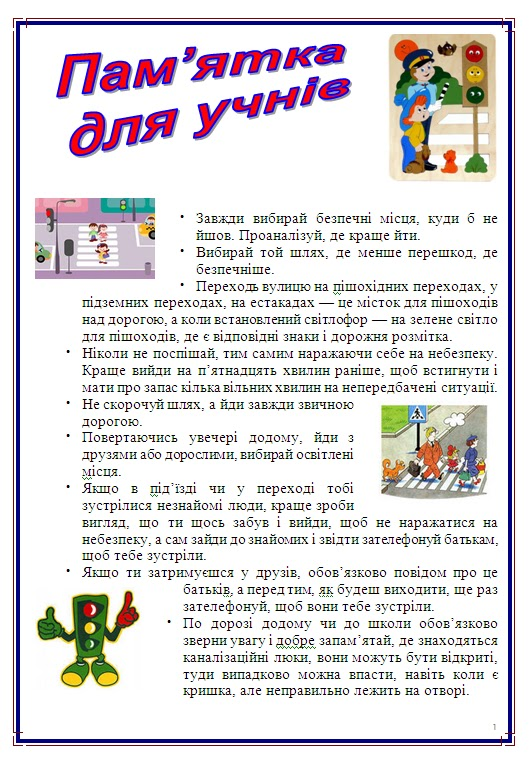 Пам’ятка
для учнів
• Завжди вибирай безпечні місця, куди б не
йшов. Проаналізуй, де краще йти.
• Вибирай той шлях, де менше перешкод, де
безпечніше.
• Переходь вулицю на пішохідних переходах, у
підземних переходах, на естакадах — це місток для пішоходів
над дорогою, а коли встановлений світлофор — на зелене світло
для пішоходів, де є відповідні знаки і дорожня розмітка.
• Ніколи не поспішай, тим самим наражаючи себе на небезпеку.
Краще вийди на п’ятнадцять хвилин раніше, щоб встигнути і
мати про запас кілька вільних хвилин на непередбачені ситуації.
• Не скорочуй шлях, а йди завжди звичною
дорогою.
• Повертаючись увечері додому, йди з
друзями або дорослими, вибирай освітлені
місця.
• Якщо в під’їзді чи у переході тобі
зустрілися незнайомі люди, краще зроби
вигляд, що ти щось забув і вийди, щоб не наражатися на
небезпеку, а сам зайди до знайомих і звідти зателефонуй батькам,
щоб тебе зустріли.
• Якщо ти затримуєшся у друзів, обов’язково повідом про це
батьків, а перед тим, як будеш виходити, ще раз
зателефонуй, щоб вони тебе зустріли.
• По дорозі додому чи до школи обов’язково
зверни увагу і добре запам’ятай, де знаходяться
каналізаційні люки, вони можуть бути відкриті,
туди випадково можна впасти, навіть коли є
кришка, але неправильно лежить на отворі.
1